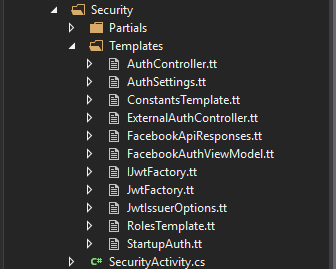 Security
Partials
Templates
AuthController.tt
AuthSettings.tt
ConstantsTemplate.tt
ExternalAuthController.tt
FacebookApiResponses.tt
FacebookAuthViewModel.tt
IJwtFactory.tt
JwtFactory.tt
JwtIssuerOptions.tt
RolesTemplate.tt
StartupAuth.tt
C# SecurityActivity.cs